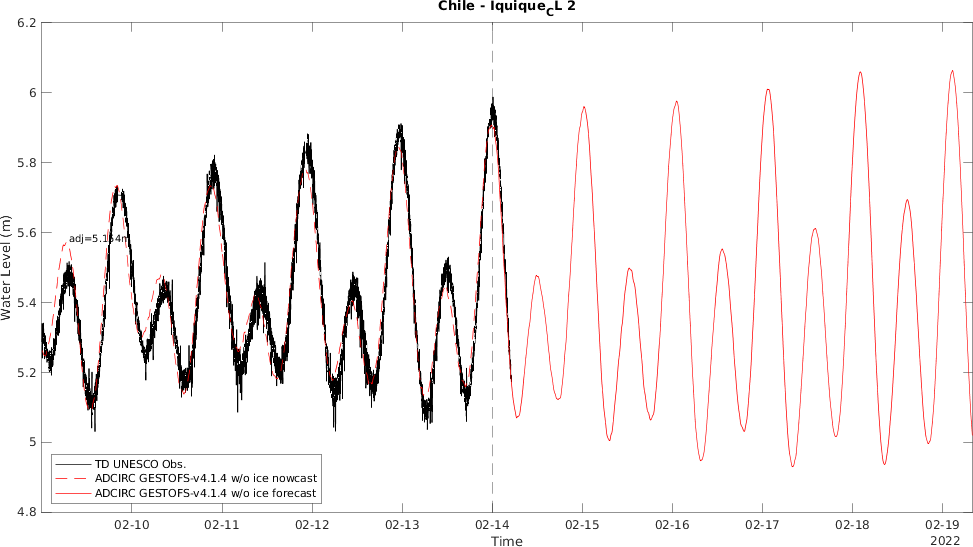 Chile - Iquique_CL 2
6.2
6
5.8
5.6
5.4
5.2
5
4.8
Water Level (m)
adj=5.154m
TD UNESCO Obs.
ADCIRC GESTOFS-v4.1.4 w/o ice nowcast
ADCIRC GESTOFS-v4.1.4 w/o ice forecast
02-10 02-11 02-12 02-13 02-14 02-15 02-16 02-17 02-18 02-19
Time
2022